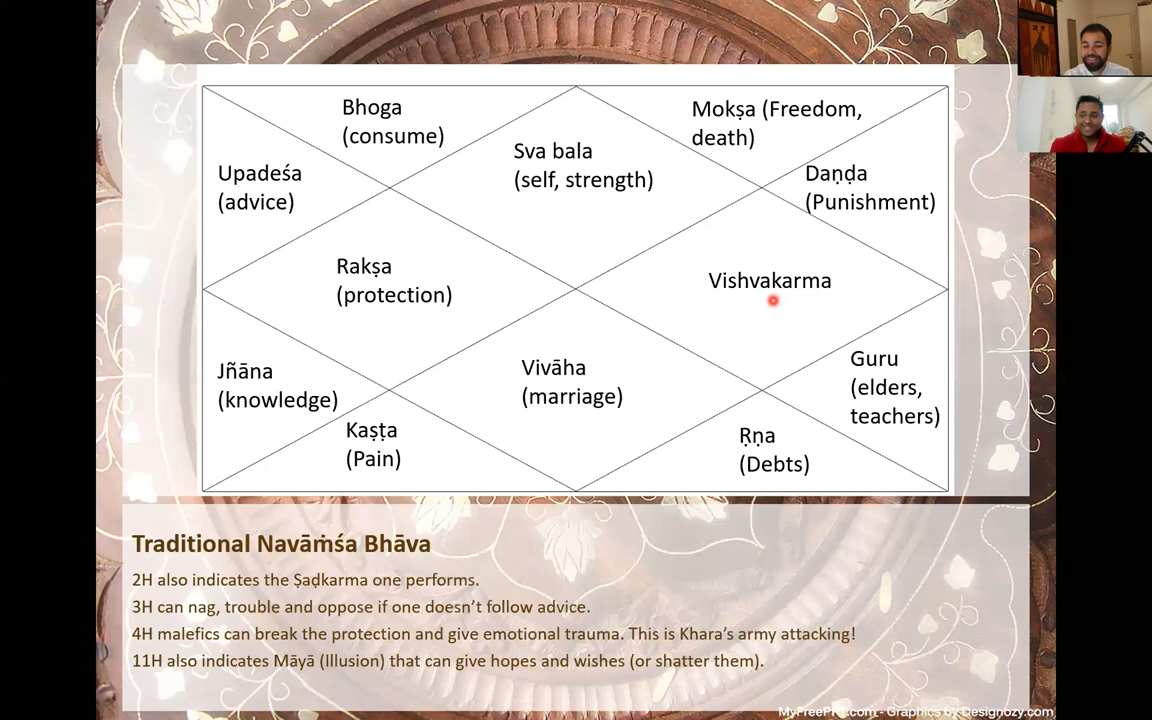 Bhoga
(consume)
Mokṣa (Freedom,
death)
Sva bala
(self, strength)
Upadeśa
(advice)
Daṇḍa
(Punishment)
Rakṣa
(protection)
Vishvakarma
Jñāna
(knowledge)
Vivāha
(marriage)
Guru
(elders,
teachers)
Kaṣṭa
(Pain)
Ṛṇa
(Debts)
Traditional Navāṁśa Bhāva
2H also indicates the Ṣaḍkarma one performs.
3H can nag, trouble and oppose if one doesn’t follow advice.
4H malefics can break the protection and give emotional trauma. This is Khara’s army attacking!
11H also indicates Māyā (Illusion) that can give hopes and wishes (or shatter them).
- Graphics by Designozy.com